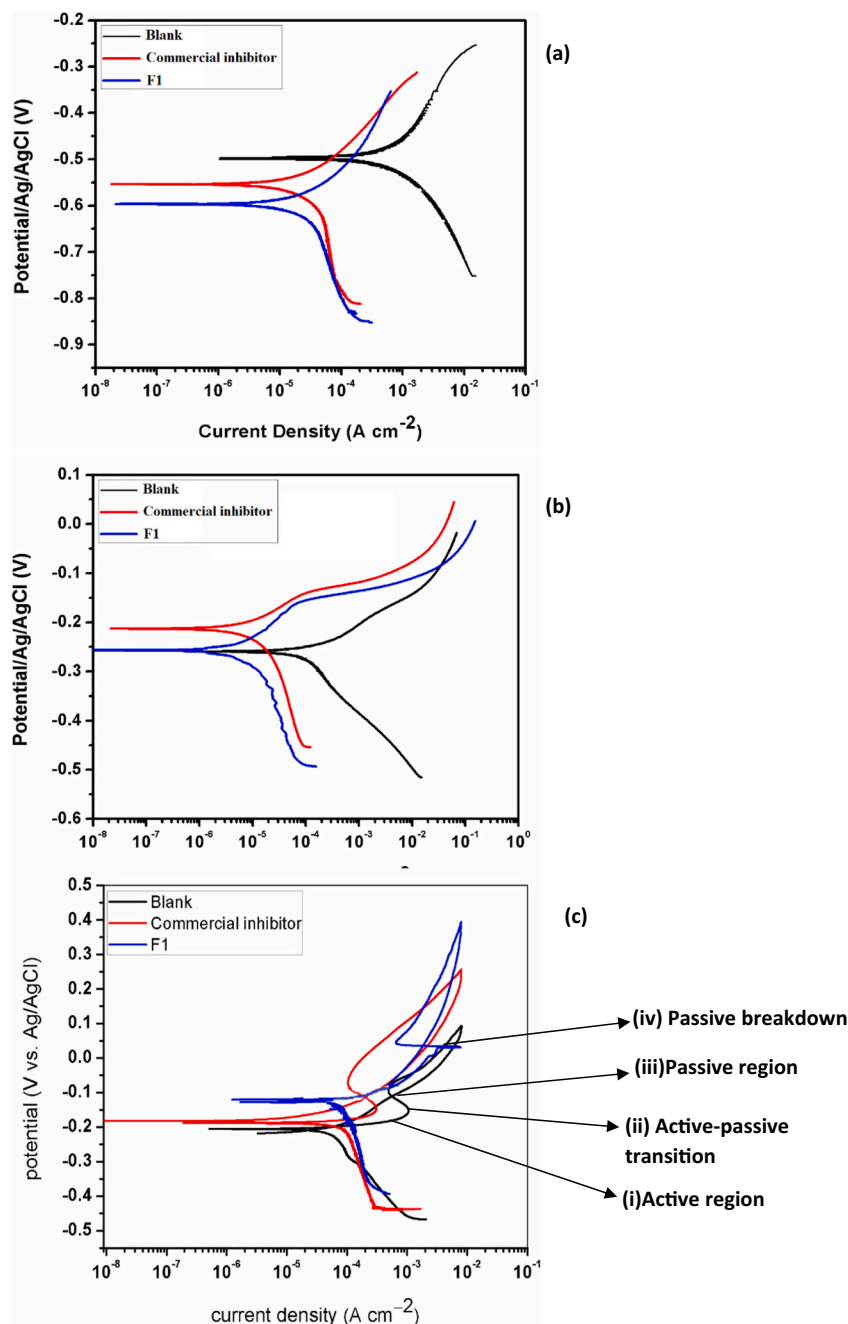 (a)
-0.2
-0.3
-0.4
-0.5
-0.6
-0.7
-0.8
-0.9
Potential/Ag/AgCl (V)
Blank
Commercial inhibitor
F1
10⁻⁸ 10⁻⁷ 10⁻⁶ 10⁻⁵ 10⁻⁴ 10⁻³ 10⁻² 10⁻¹
Current Density (A cm⁻²)
(b)
0.1
0.0
-0.1
-0.2
-0.3
-0.4
-0.5
-0.6
Potential/Ag/AgCl (V)
Blank
Commercial inhibitor
F1
10⁻⁸ 10⁻⁷ 10⁻⁶ 10⁻⁵ 10⁻⁴ 10⁻³ 10⁻² 10⁻¹ 10⁰
(c)
0.5
0.4
0.3
0.2
0.1
0.0
-0.1
-0.2
-0.3
-0.4
-0.5
potential (V vs. Ag/AgCl)
Blank
Commercial inhibitor
F1
10⁻⁸ 10⁻⁷ 10⁻⁶ 10⁻⁵ 10⁻⁴ 10⁻³ 10⁻² 10⁻¹
current density (A cm⁻²)
(iv) Passive breakdown
(iii)Passive region
(ii) Active-passive
transition
(i)Active region